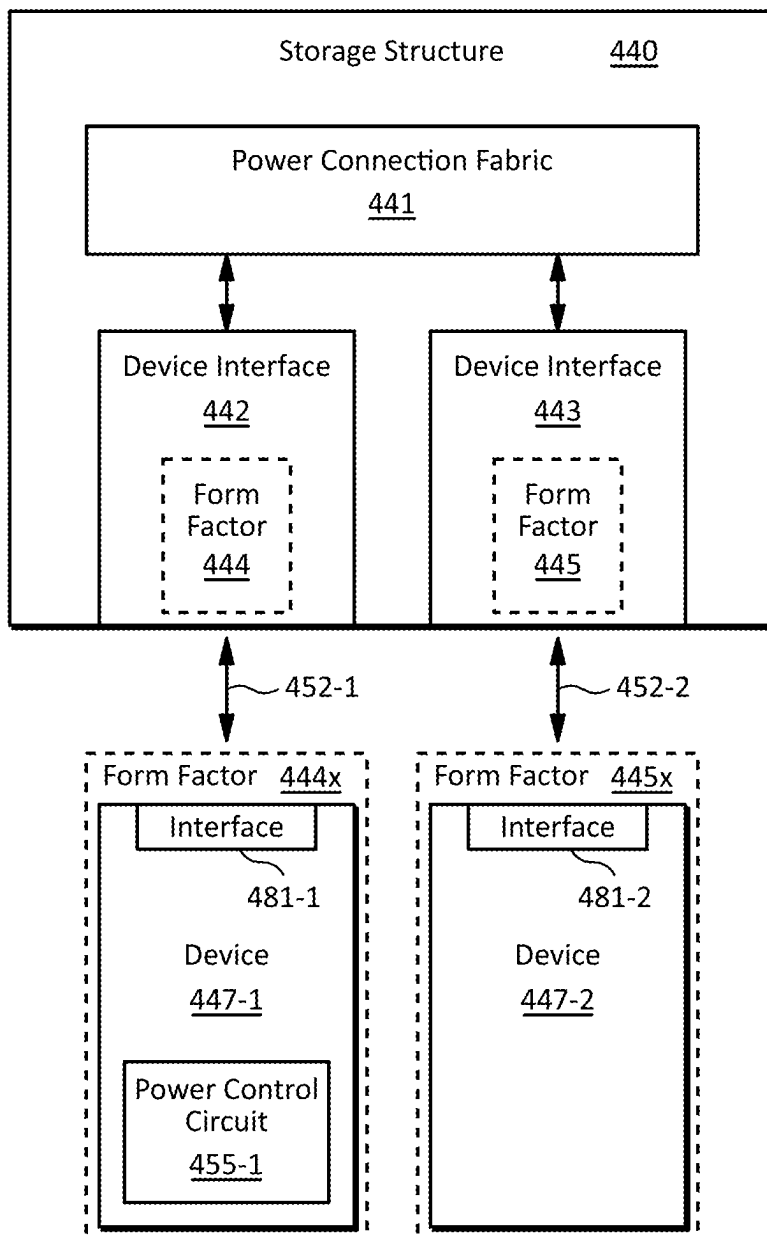 Storage Structure 440
Power Connection Fabric
441
Device Interface
442
Form
Factor
444
Device Interface
443
Form
Factor
445
452-1
452-2
Form Factor 444x
Interface
481-1
Device
447-1
Power Control
Circuit
455-1
Form Factor 445x
Interface
481-2
Device
447-2